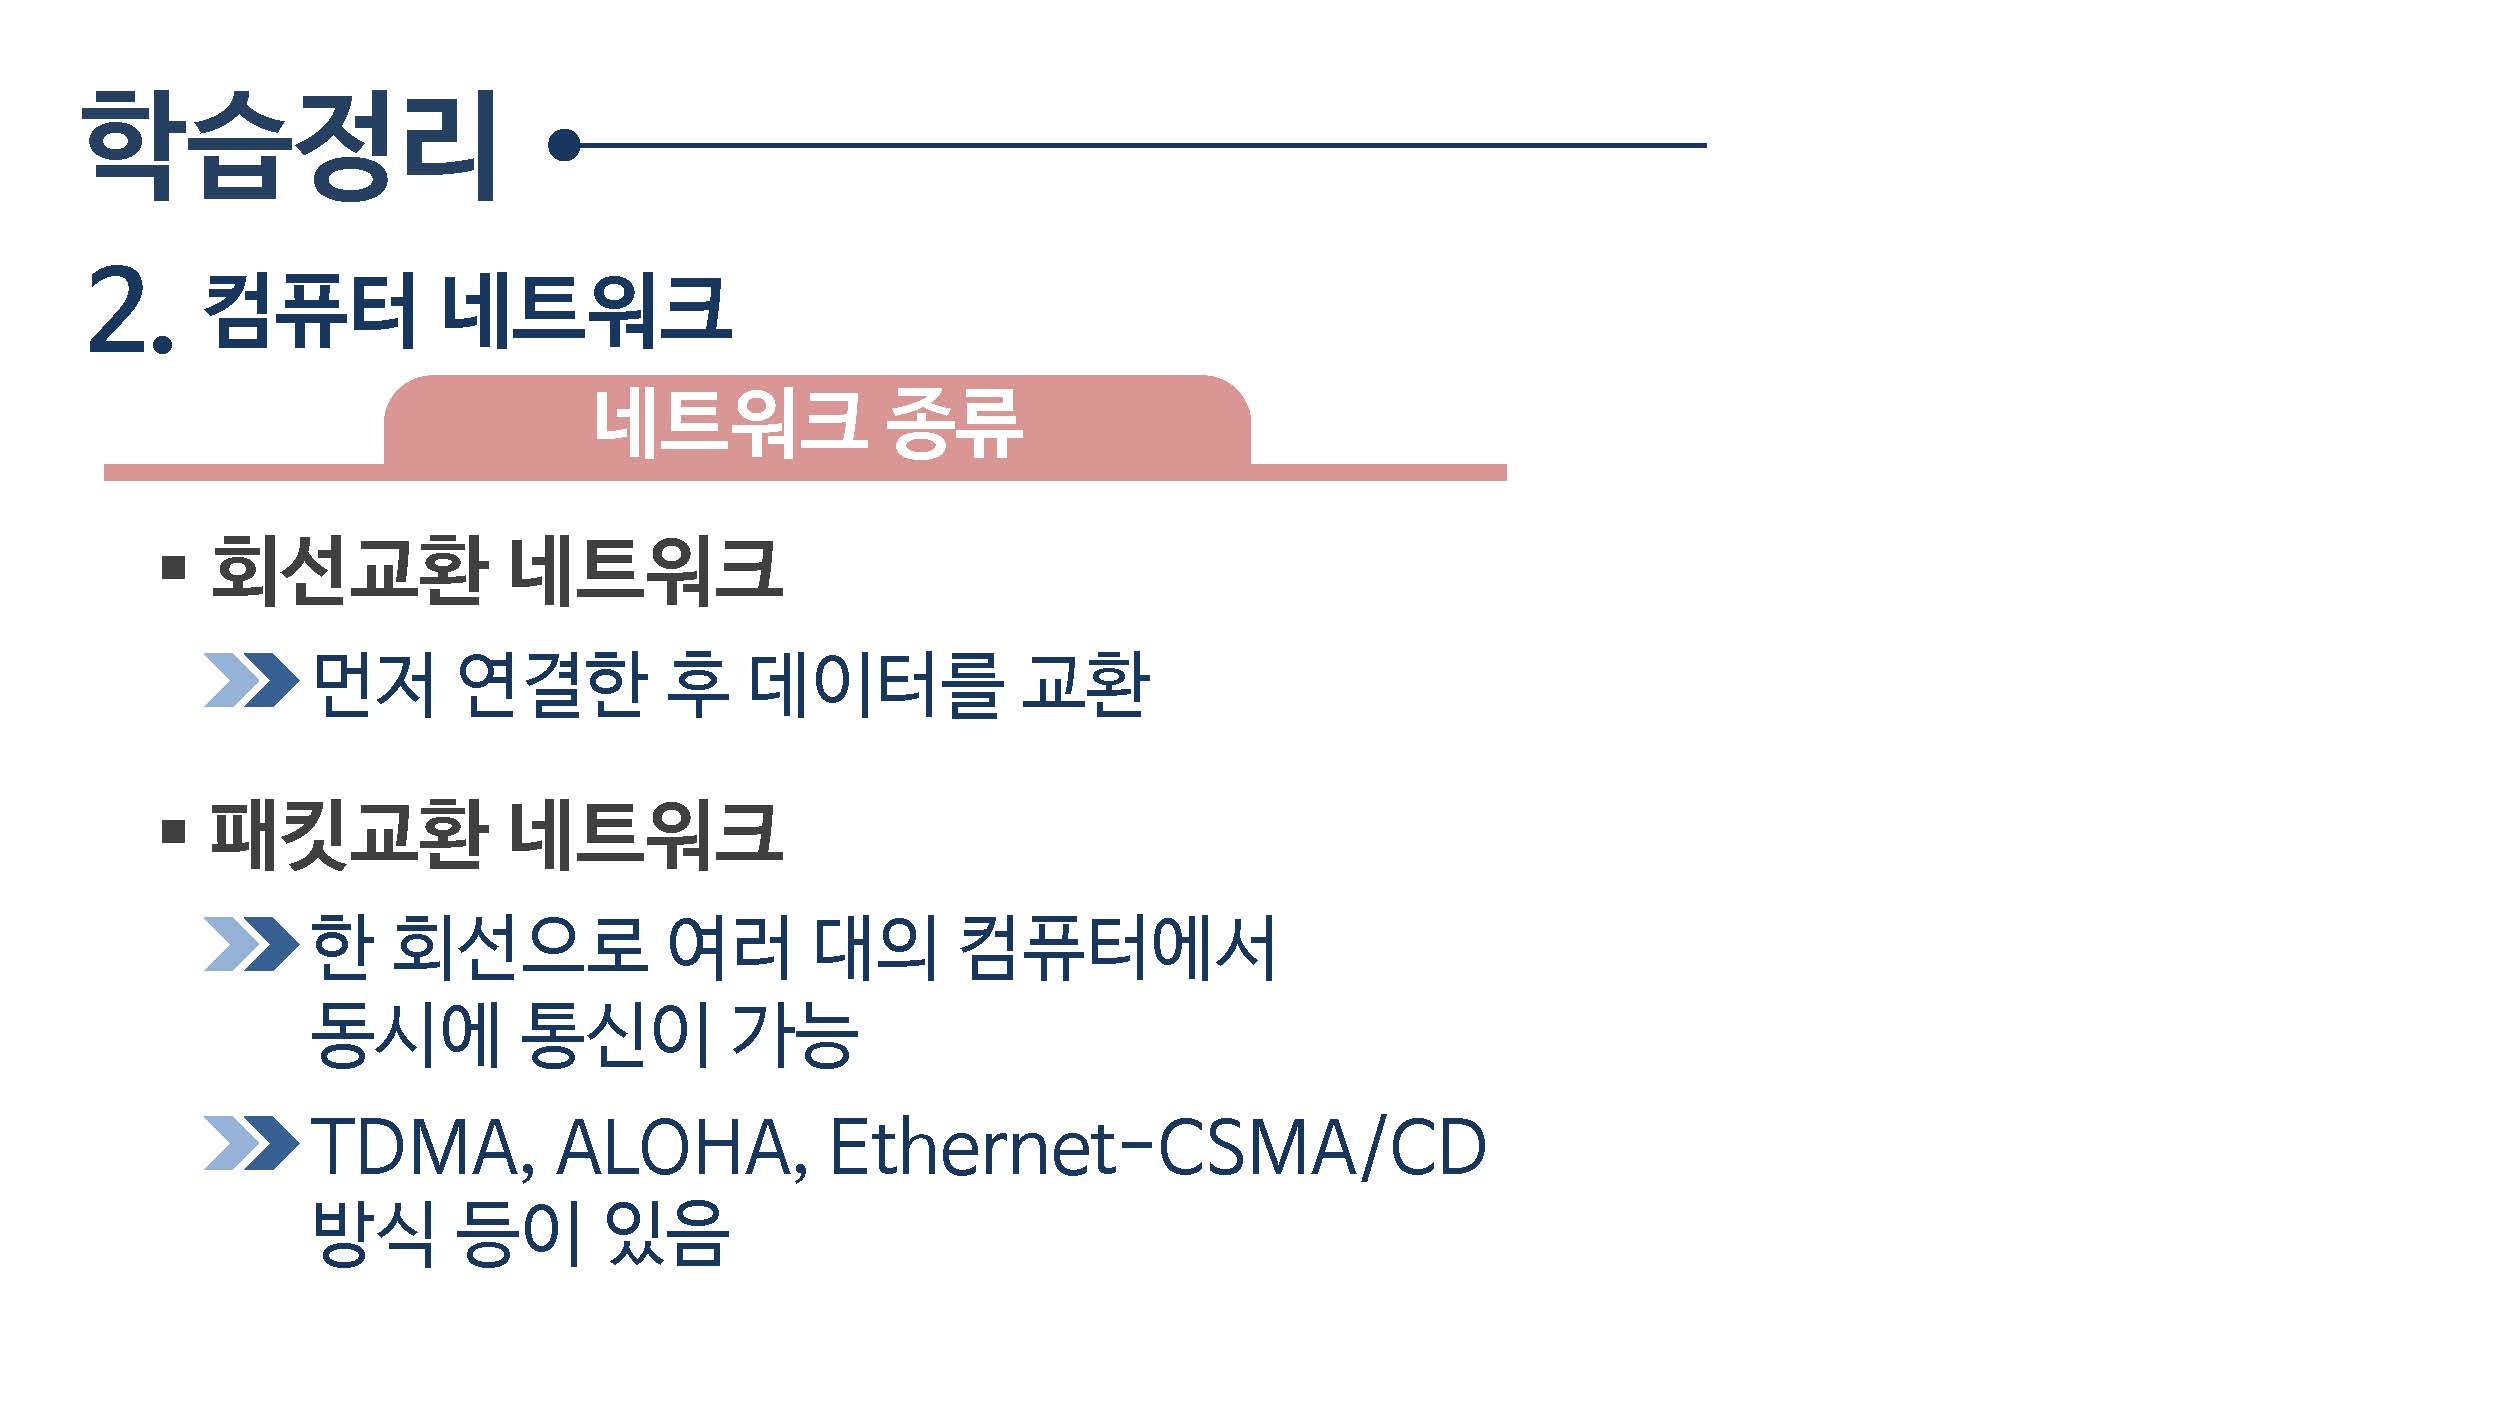 학습정리
2. 컴퓨터 네트워크
네트워크 종류
▪ 회선교환 네트워크
먼저 연결한 후 데이터를 교환
▪ 패킷교환 네트워크
한 회선으로 여러 대의 컴퓨터에서
동시에 통신이 가능
TDMA, ALOHA, Ethernet-CSMA/CD
방식 등이 있음